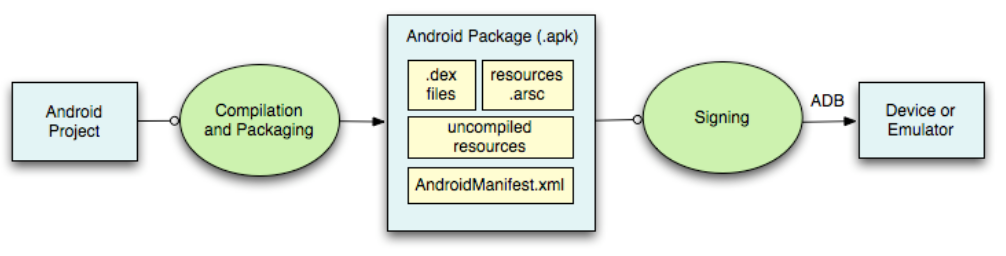 Android
Project
Compilation
and Packaging
Android Package (.apk)
.dex
files
resources
.arsc
uncompiled
resources
AndroidManifest.xml
Signing
ADB
Device or
Emulator